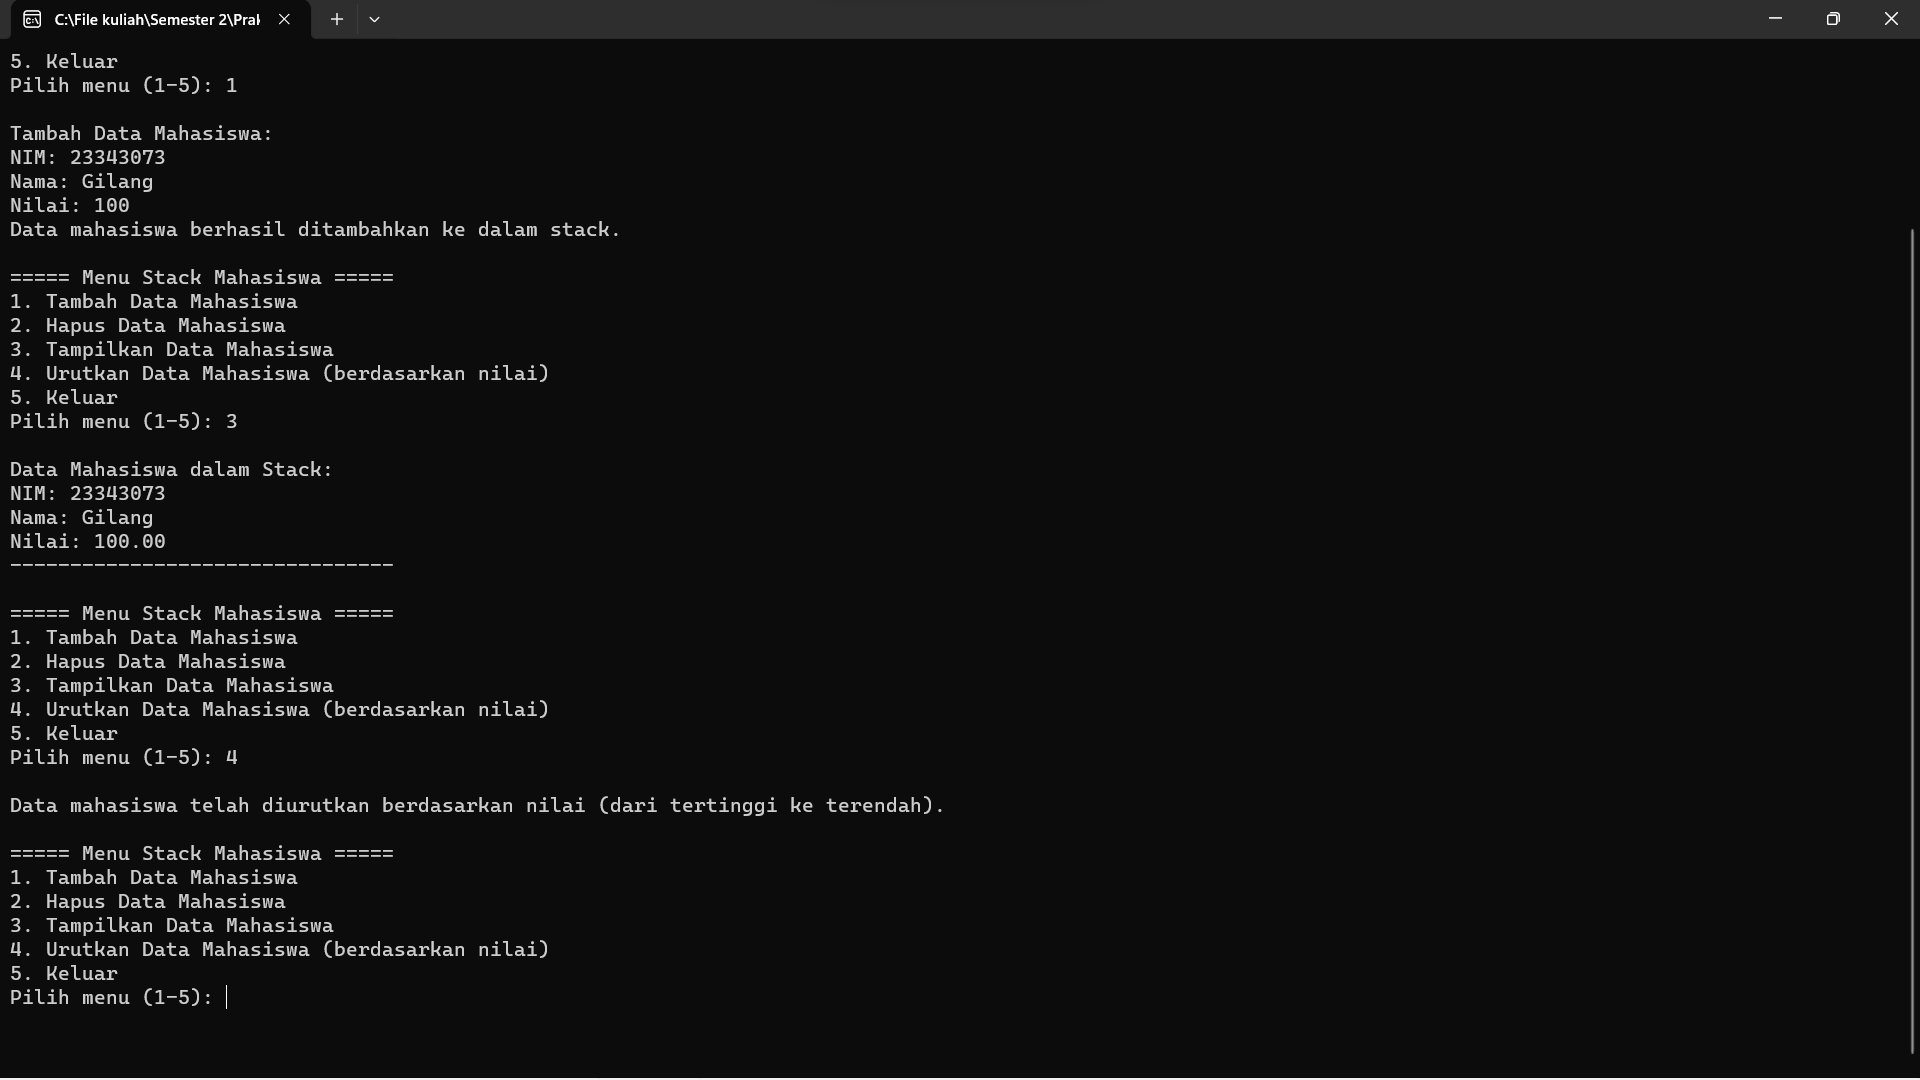 C:\File kuliah\Semester 2\Prak
5. Keluar
Pilih menu (1-5): 1
Tambah Data Mahasiswa:
NIM: 23343073
Nama: Gilang
Nilai: 100
Data mahasiswa berhasil ditambahkan ke dalam stack.
===== Menu Stack Mahasiswa =====
1. Tambah Data Mahasiswa
2. Hapus Data Mahasiswa
3. Tampilkan Data Mahasiswa
4. Urutkan Data Mahasiswa (berdasarkan nilai)
5. Keluar
Pilih menu (1-5): 3
Data Mahasiswa dalam Stack:
NIM: 23343073
Nama: Gilang
Nilai: 100.00
--------------------------------
===== Menu Stack Mahasiswa =====
1. Tambah Data Mahasiswa
2. Hapus Data Mahasiswa
3. Tampilkan Data Mahasiswa
4. Urutkan Data Mahasiswa (berdasarkan nilai)
5. Keluar
Pilih menu (1-5): 4
Data mahasiswa telah diurutkan berdasarkan nilai (dari tertinggi ke terendah).
===== Menu Stack Mahasiswa =====
1. Tambah Data Mahasiswa
2. Hapus Data Mahasiswa
3. Tampilkan Data Mahasiswa
4. Urutkan Data Mahasiswa (berdasarkan nilai)
5. Keluar
Pilih menu (1-5):